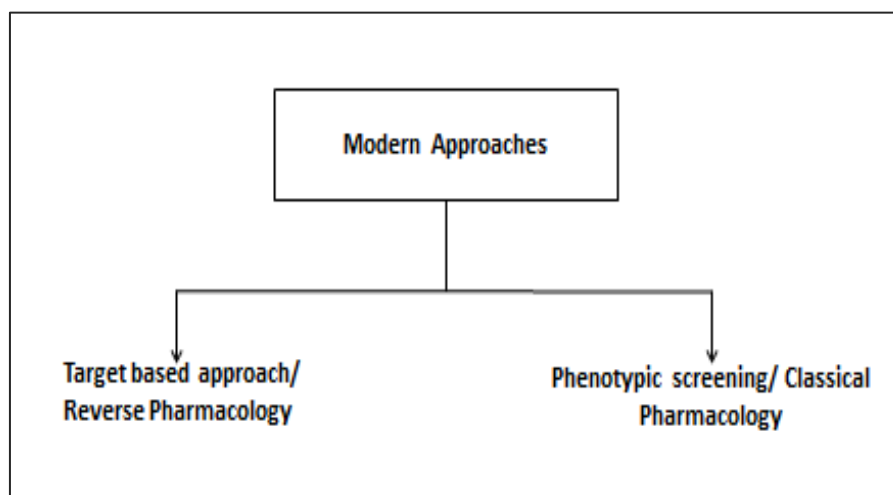 Modern Approaches
Target based approach/
Reverse Pharmacology
Phenotypic screening/ Classical
Pharmacology